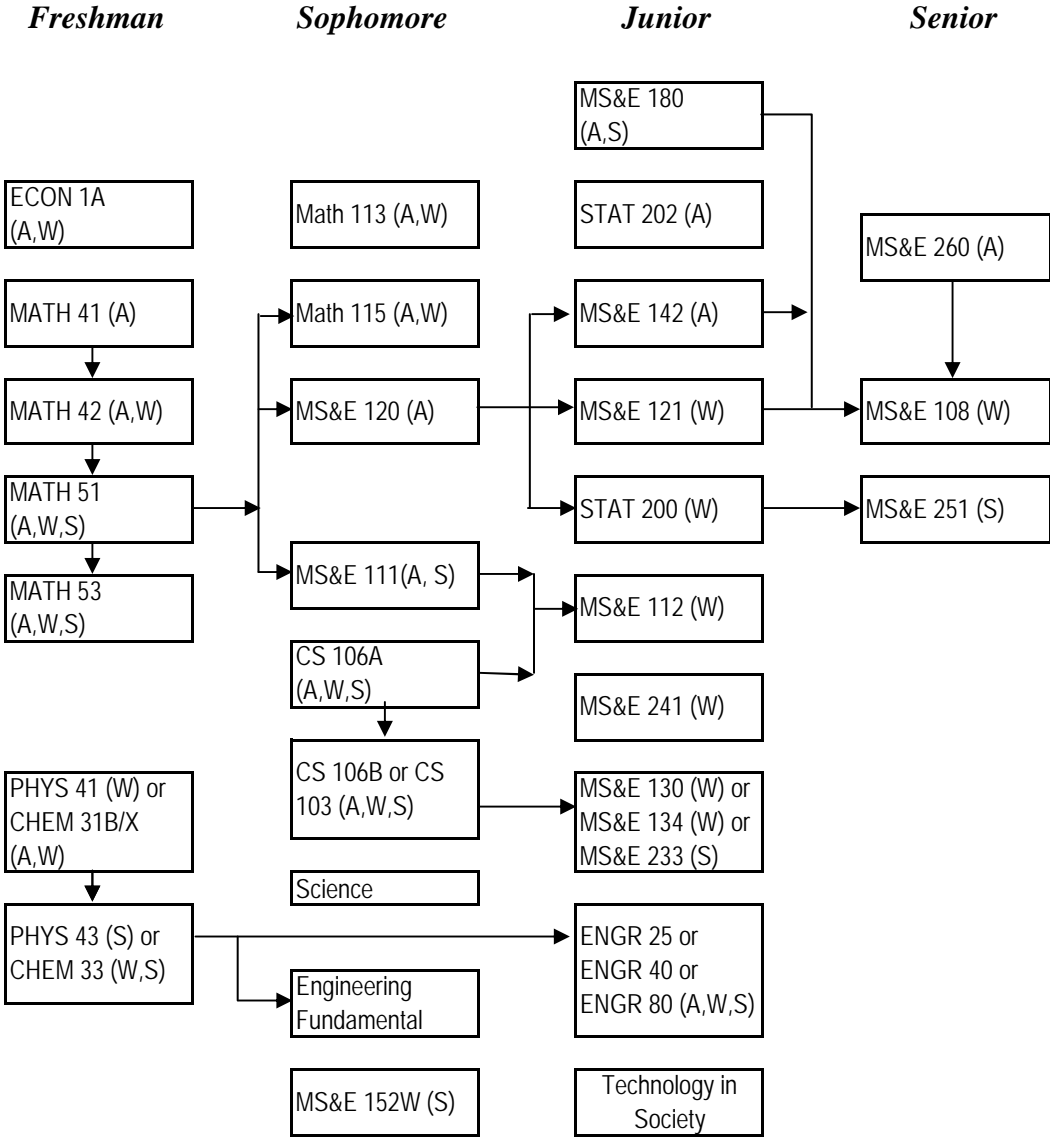 Freshman
Sophomore
Junior
Senior
MS&E 180
(A,S)
ECON 1A
(A,W)
Math 113 (A,W)
STAT 202 (A)
MS&E 260 (A)
MATH 41 (A)
Math 115 (A,W)
MS&E 142 (A)
MATH 42 (A,W)
MS&E 120 (A)
MS&E 121 (W)
MS&E 108 (W)
MATH 51
(A,W,S)
STAT 200 (W)
MS&E 251 (S)
MATH 53
(A,W,S)
MS&E 111(A, S)
MS&E 112 (W)
CS 106A
(A,W,S)
MS&E 241 (W)
PHYS 41 (W) or
CHEM 31B/X
(A,W)
CS 106B or CS
103 (A,W,S)
MS&E 130 (W) or
MS&E 134 (W) or
MS&E 233 (S)
Science
PHYS 43 (S) or
CHEM 33 (W,S)
ENGR 25 or
ENGR 40 or
ENGR 80 (A,W,S)
Engineering
Fundamental
MS&E 152W (S)
Technology in
Society